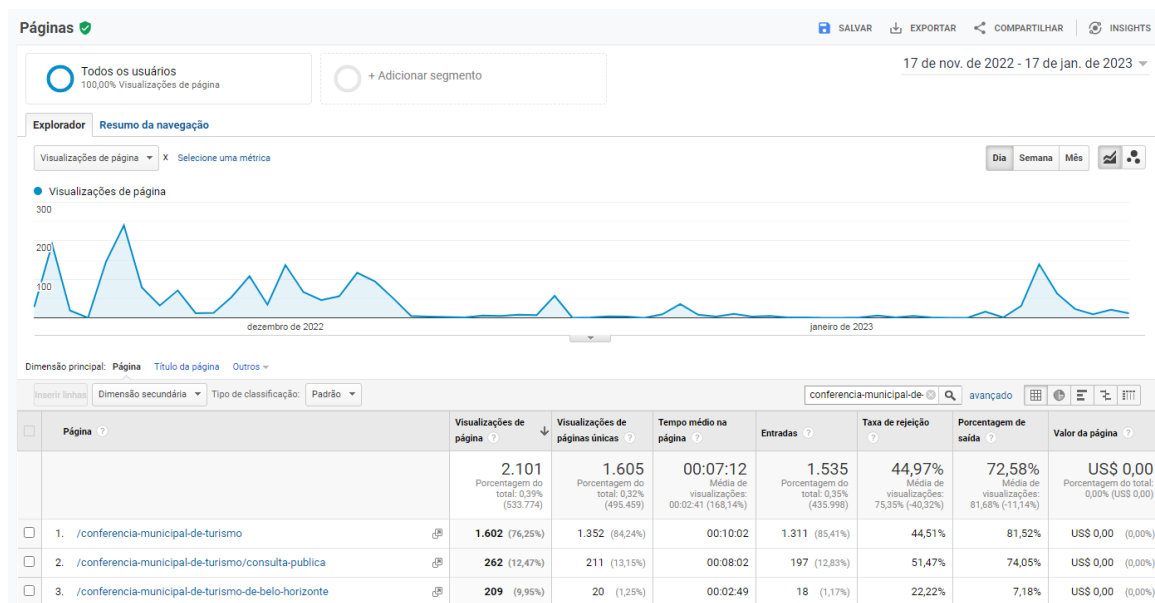 Páginas
SALVAR EXPORTAR COMPARTILHAR INSIGHTS
Todos os usuários
100,00% Visualizações de página
+ Adicionar segmento
17 de nov. de 2022 - 17 de jan. de 2023
Explorador Resumo da navegação
Visualizações de página X Selecione uma métrica
Dia Semana Mês
Visualizações de página
300
200
100
dezembro de 2022 janeiro de 2023
Dimensão principal: Página Título da página Outros
Inserir linhas Dimensão secundária Tipo de classificação: Padrão conferencia-municipal-de- avançado
Página ? Visualizações de página ? Visualizações de páginas únicas ? Tempo médio na página ? Entradas ? Taxa de rejeição ? Porcentagem de saída ? Valor da página ?
2.101 1.605 00:07:12 1.535 44,97% 72,58% US$ 0,00
Porcentagem do total: 0,39% (533.774) Porcentagem do total: 0,32% (495.459) Média de visualizações: 00:02:41 (168,14%) Porcentagem do total: 0,35% (435.998) Média de visualizações: 75,35% (-40,32%) Média de visualizações: 81,68% (-11,14%) Porcentagem do total: 0,00% (US$ 0,00)
1. /conferencia-municipal-de-turismo 1.602 (76,25%) 1.352 (84,24%) 00:10:02 1.311 (85,41%) 44,51% 81,52% US$ 0,00 (0,00%)
2. /conferencia-municipal-de-turismo/consulta-publica 262 (12,47%) 211 (13,15%) 00:08:02 197 (12,83%) 51,47% 74,05% US$ 0,00 (0,00%)
3. /conferencia-municipal-de-turismo-de-belo-horizonte 209 (9,95%) 20 (1,25%) 00:02:49 18 (1,17%) 22,22% 7,18% US$ 0,00 (0,00%)